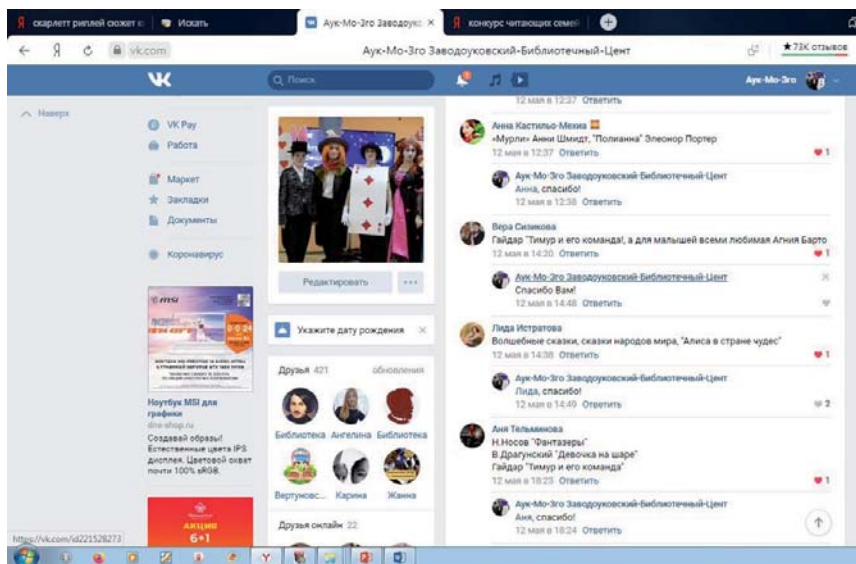 скарлетт риплей сюжет к
Искать
Аук-Мо-Зго Заводоукс
конкурс читающих семей
vk.com
Аук-Мо-Зго Заводоуковский-Библиотечный-Цент
★73K отзывов
Поиск
Аук-Мо-Зго
Наверх
VK Pay
Работа
Маркет
Закладки
Документы
Коронавирус
msi
Ноутбук MSI для
графики
dns-shop.ru
Создавай образы!
Естественные цвета IPS
дисплея. Цветовой охват
почти 100% sRGB.
АКЦИЯ
6+1
https://vk.com/id221528273
Редактировать
Укажите дату рождения
Друзья 421
обновления
Библиотека
Ангелина
Библиотека
Вертуновс...
Карина
Жанна
Друзья онлайн 22
12 мая в 12:37 Ответить
Анна Кастильо-Мехиа
«Мурли» Анни Шмидт, "Полианна" Элеонор Портер
12 мая в 12:37 Ответить
1
Аук-Мо-Зго Заводоуковский-Библиотечный-Цент
Анна, спасибо!
12 мая в 12:38 Ответить
Вера Сизикова
Гайдар "Тимур и его команда!, а для малышей всеми любимая Агния Барто
12 мая в 14:20 Ответить
1
Аук-Мо-Зго Заводоуковский-Библиотечный-Цент
Спасибо Вам!
12 мая в 14:48 Ответить
Лида Истратова
Волшебные сказки, сказки народов мира, "Алиса в стране чудес"
12 мая в 14:38 Ответить
1
Аук-Мо-Зго Заводоуковский-Библиотечный-Цент
Лида, спасибо!
12 мая в 14:49 Ответить
2
Аня Тельминова
Н.Носов "Фантазеры"
В.Драгунский "Девочка на шаре"
Гайдар "Тимур и его команда"
12 мая в 18:23 Ответить
1
Аук-Мо-Зго Заводоуковский-Библиотечный-Цент
Аня, спасибо!
12 мая в 18:24 Ответить